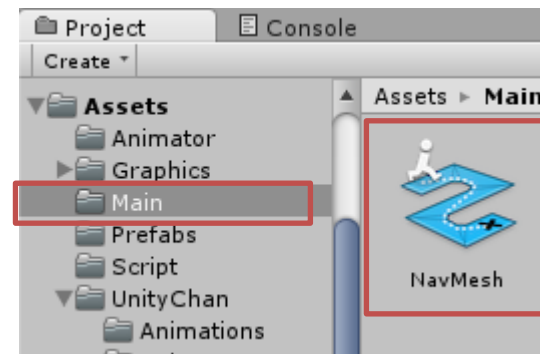 Project
Console
Create
Assets
Animator
Graphics
Main
Prefabs
Script
UnityChan
Animations
Assets ▸ Main
NavMesh